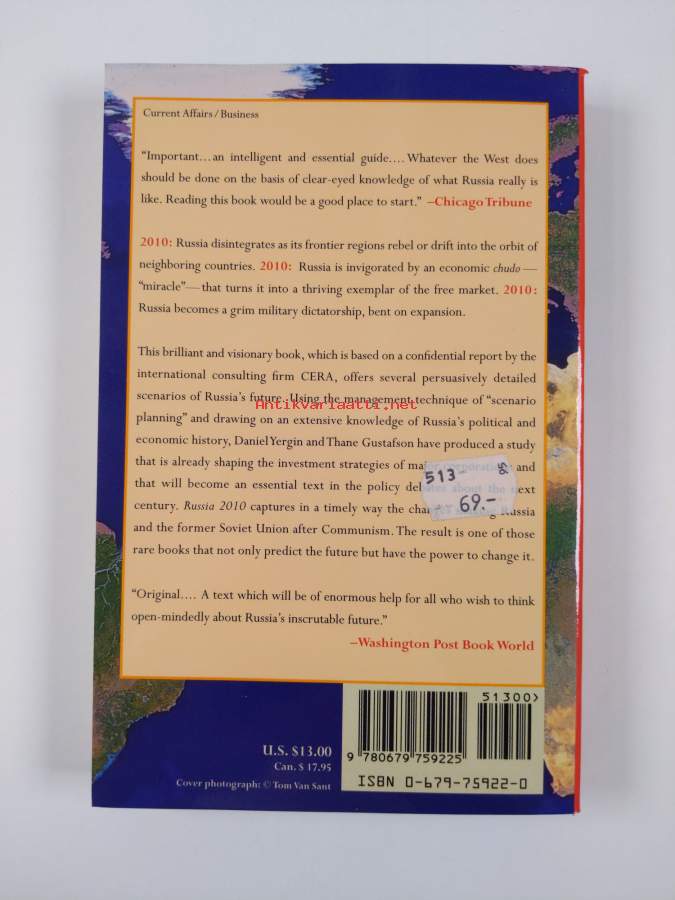 Current Affairs / Business
“Important…an intelligent and essential guide…. Whatever the West does
should be done on the basis of clear-eyed knowledge of what Russia really is
like. Reading this book would be a good place to start.” –Chicago Tribune
2010: Russia disintegrates as its frontier regions rebel or drift into the orbit of
neighboring countries. 2010: Russia is invigorated by an economic chudo —
“miracle”— that turns it into a thriving exemplar of the free market. 2010:
Russia becomes a grim military dictatorship, bent on expansion.
This brilliant and visionary book, which is based on a confidential report by the
international consulting firm CERA, offers several persuasively detailed
scenarios of Russia’s future. Using the management technique of “scenario
Antikvariaatti.net
planning” and drawing on an extensive knowledge of Russia’s political and
economic history, Daniel Yergin and Thane Gustafson have produced a study
that is already shaping the investment strategies of major corporations and
that will become an essential text in the policy debates about the next
513- 95
69.-
century. Russia 2010 captures in a timely way the Russia
and the former Soviet Union after Communism. The result is one of those
rare books that not only predict the future but have the power to change it.
“Original…. A text which will be of enormous help for all who wish to think
open-mindedly about Russia’s inscrutable future.”
–Washington Post Book World
51300>
U.S. $13.00
Can. $ 17.95
Cover photograph: © Tom Van Sant
9 780679 759225
ISBN 0-679-75922-0